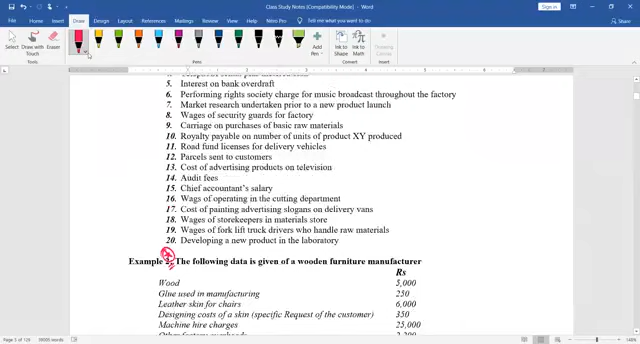 Class Study Notes [Compatibility Mode] - Word
Sign in
File Home Insert Draw Design Layout References Mailings Review View Help Nitro Pro Tell me what you want to do
Select Draw with Touch Eraser Add Pen Ink to Shape Ink to Math Drawing Canvas
Tools Pens Convert Insert
5. Interest on bank overdraft
6. Performing rights society charge for music broadcast throughout the factory
7. Market research undertaken prior to a new product launch
8. Wages of security guards for factory
9. Carriage on purchases of basic raw materials
10. Royalty payable on number of units of product XY produced
11. Road fund licenses for delivery vehicles
12. Parcels sent to customers
13. Cost of advertising products on television
14. Audit fees
15. Chief accountant's salary
16. Wags of operating in the cutting department
17. Cost of painting advertising slogans on delivery vans
18. Wages of storekeepers in materials store
19. Wages of fork lift truck drivers who handle raw materials
20. Developing a new product in the laboratory
Example 2: The following data is given of a wooden furniture manufacturer
Rs
Wood 5,000
Glue used in manufacturing 250
Leather skin for chairs 6,000
Designing costs of a skin (specific Request of the customer) 350
Machine hire charges 25,000